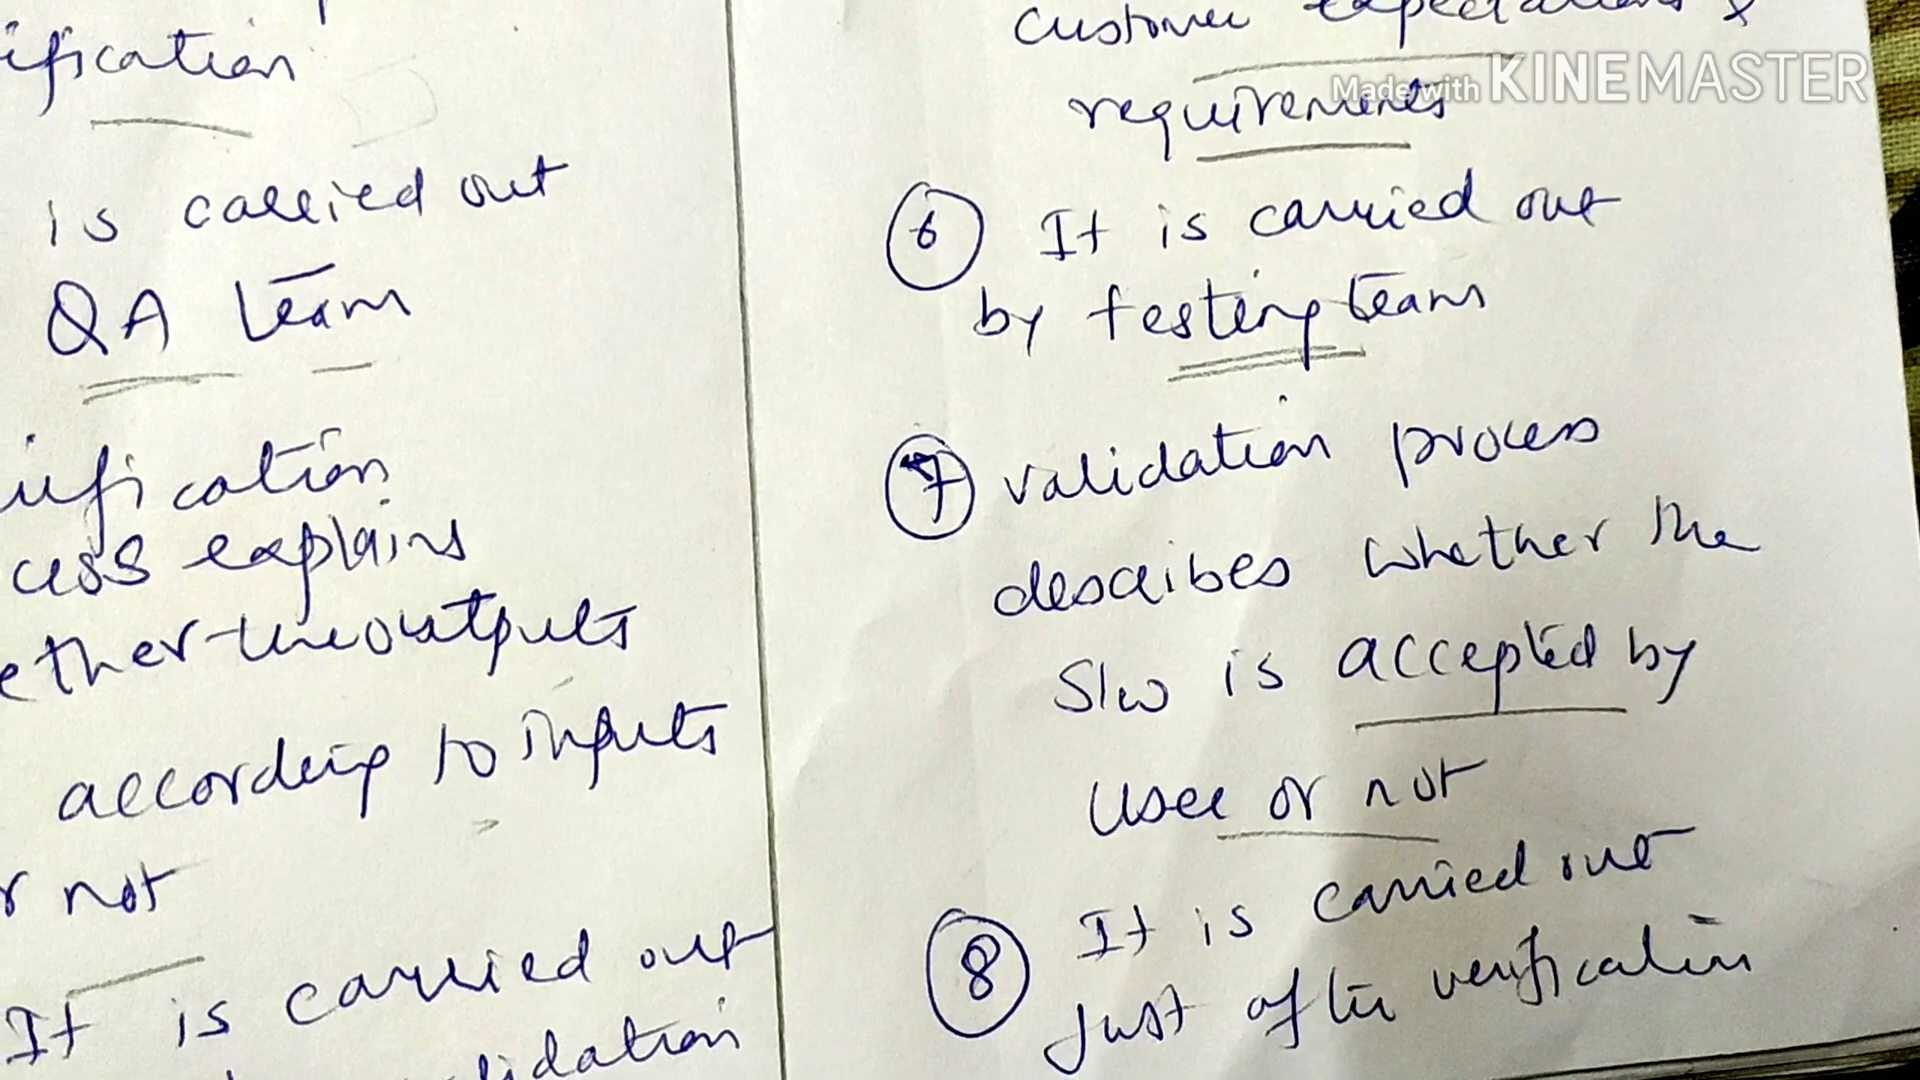 ification
is carried out
QA team
ification
cess explains
ether the outputs
according to inputs
r not
It is carried out
lidation
customer expectations &
requirements
Made with KINEMASTER
6 It is carried out
by testing team
7 validation process
describes whether the
S/w is accepted by
User or not
8 It is carried out
just after verification